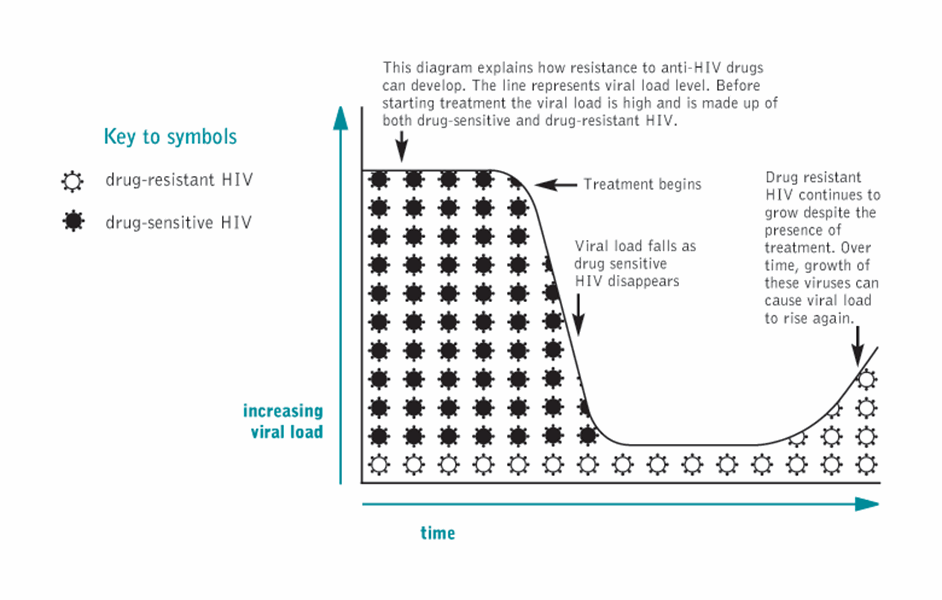 This diagram explains how resistance to anti-HIV drugs
can develop. The line represents viral load level. Before
starting treatment the viral load is high and is made up of
both drug-sensitive and drug-resistant HIV.
Key to symbols
drug-resistant HIV
drug-sensitive HIV
Treatment begins
Viral load falls as
drug sensitive
HIV disappears
Drug resistant
HIV continues to
grow despite the
presence of
treatment. Over
time, growth of
these viruses can
cause viral load
to rise again.
increasing
viral load
time